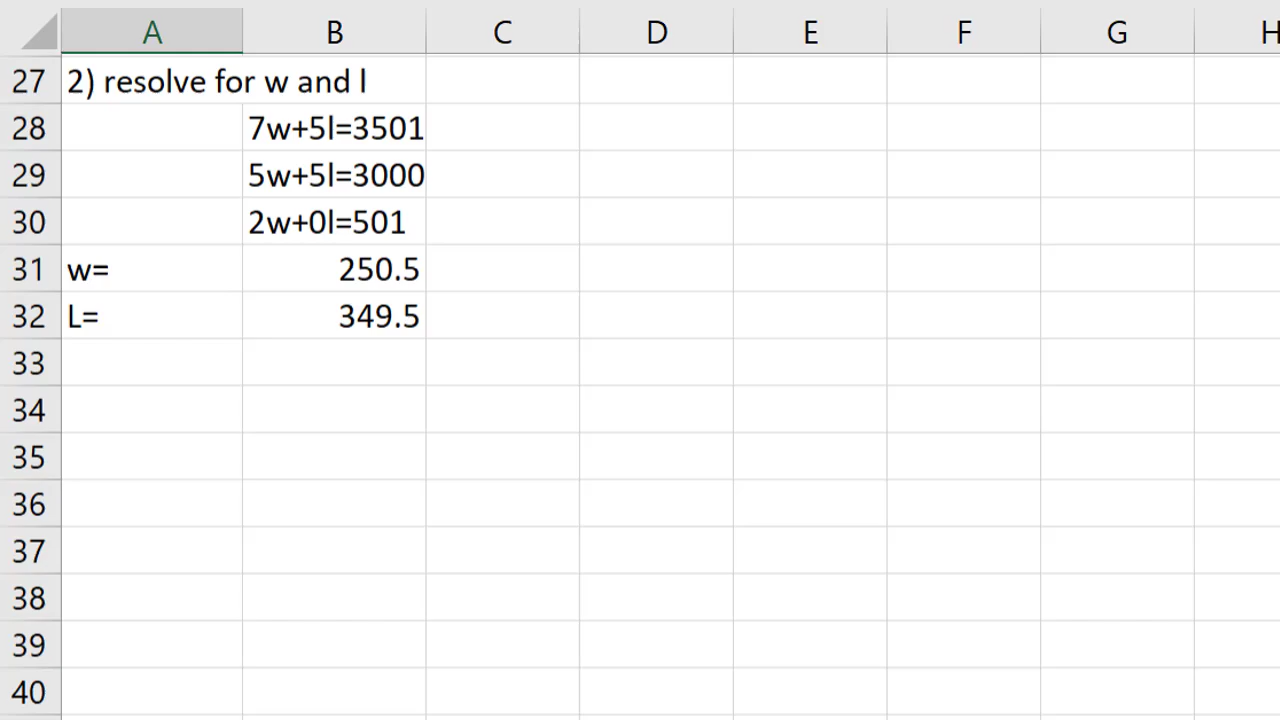 A B C D E F G H
27 2) resolve for w and l
28 7w+5l=3501
29 5w+5l=3000
30 2w+0l=501
31 w= 250.5
32 L= 349.5
33
34
35
36
37
38
39
40